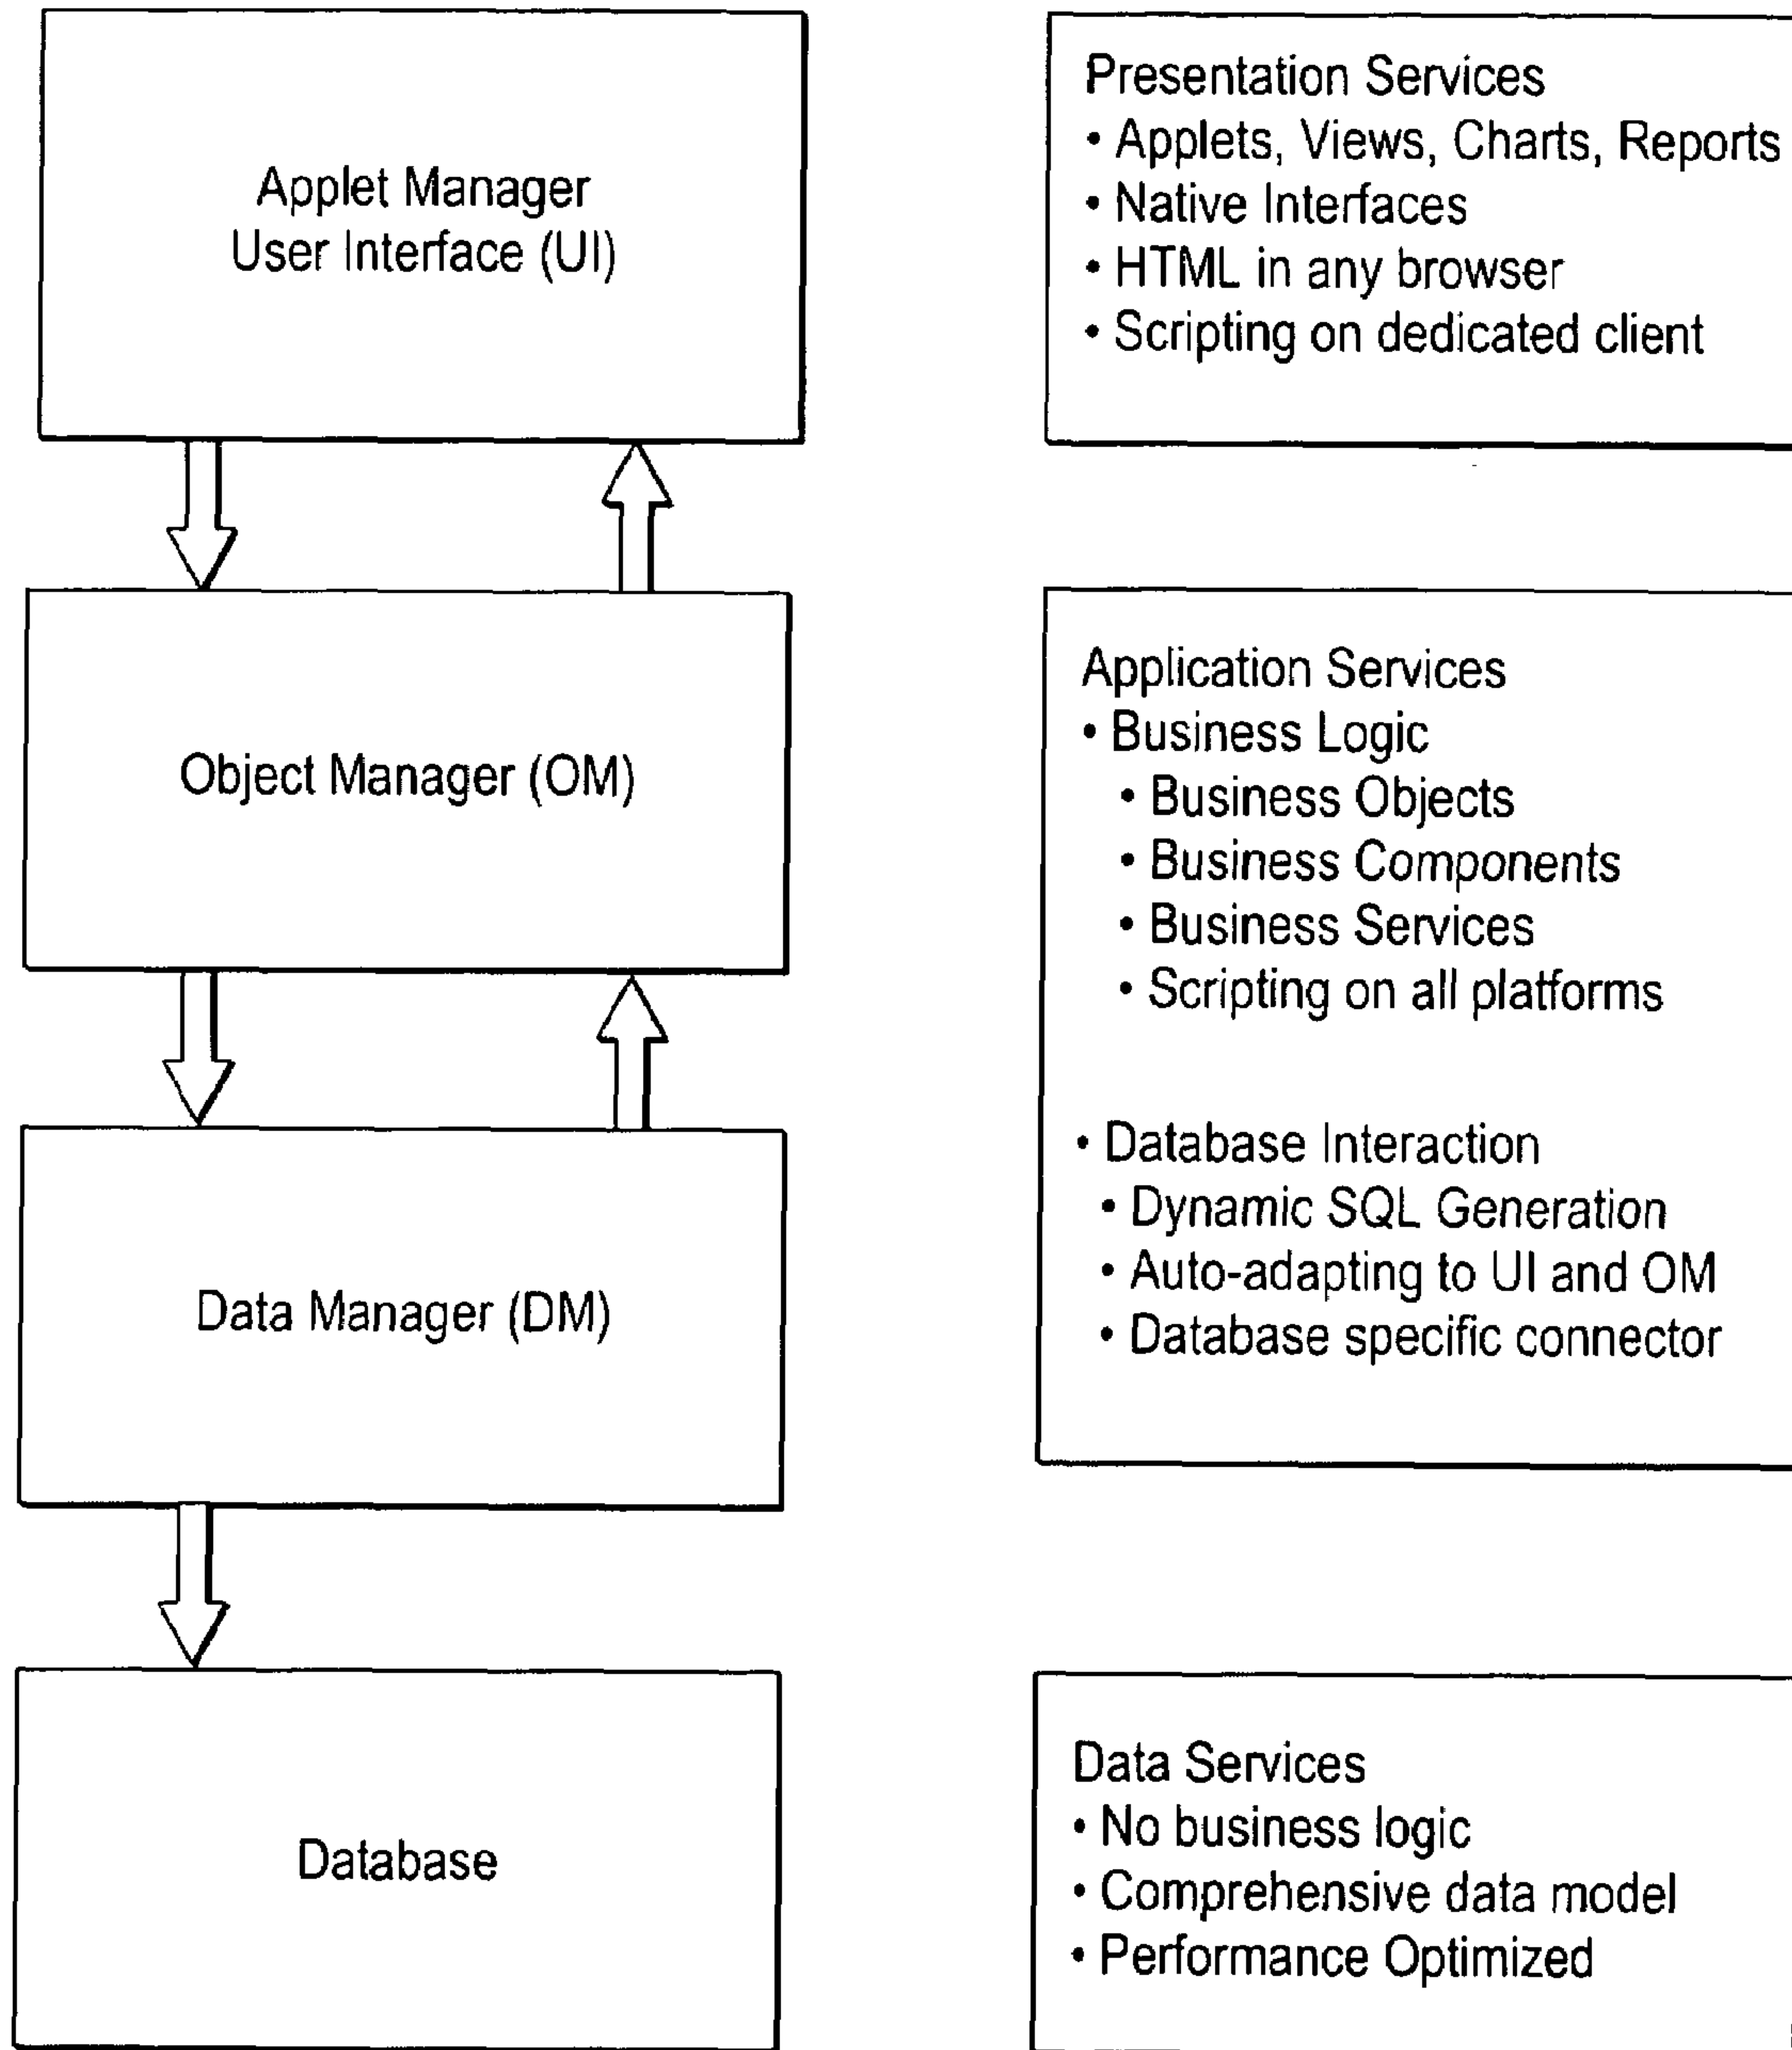 Applet Manager
User Interface (UI)
Presentation Services
• Applets, Views, Charts, Reports
• Native Interfaces
• HTML in any browser
• Scripting on dedicated client
Object Manager (OM)
Application Services
• Business Logic
• Business Objects
• Business Components
• Business Services
• Scripting on all platforms
Data Manager (DM)
• Database Interaction
• Dynamic SQL Generation
• Auto-adapting to UI and OM
• Database specific connector
Database
Data Services
• No business logic
• Comprehensive data model
• Performance Optimized